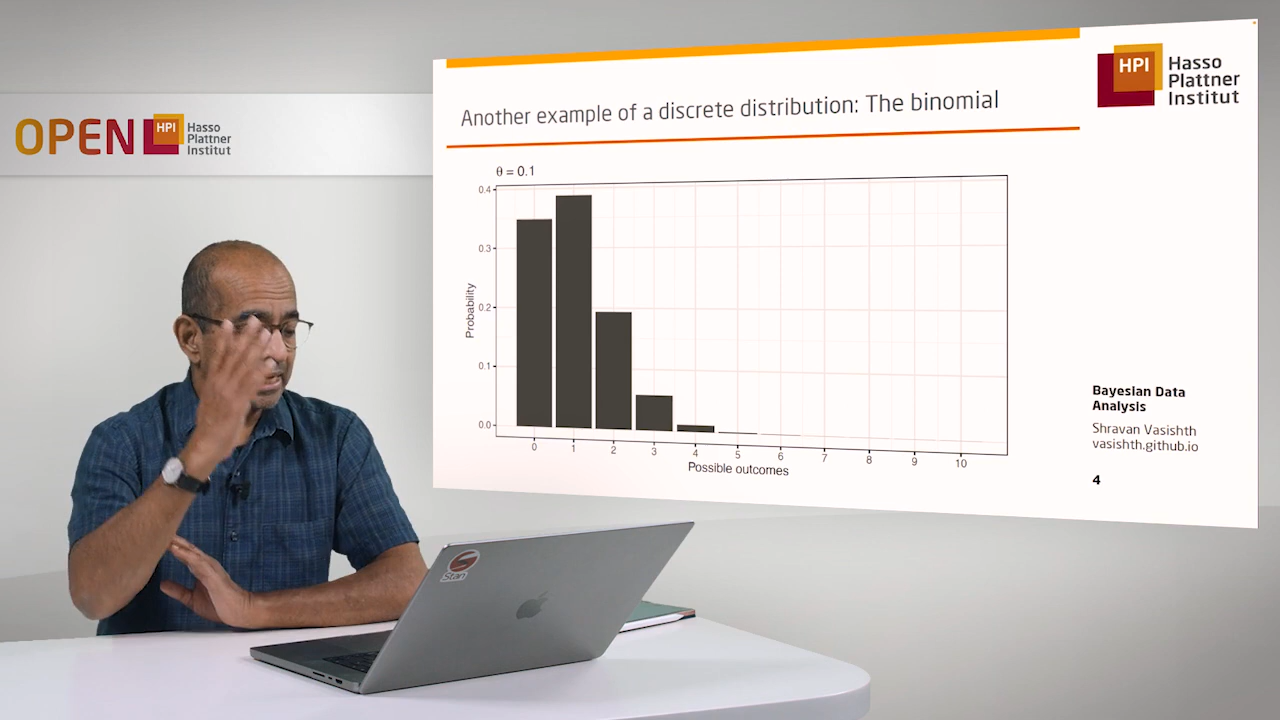 OPEN
HPI
Hasso
Plattner
Institut
Another example of a discrete distribution: The binomial
HPI
Hasso
Plattner
Institut
θ = 0.1
0.4
0.3
0.2
0.1
0.0
Probability
0 1 2 3 4 5 6 7 8 9 10
Possible outcomes
Bayesian Data
Analysis
Shravan Vasishth
vasishth.github.io
4
Stan